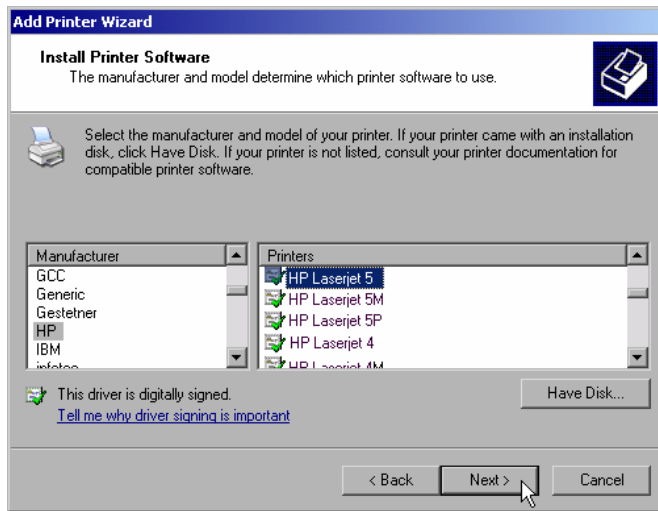 Add Printer Wizard
Install Printer Software
The manufacturer and model determine which printer software to use.
Select the manufacturer and model of your printer. If your printer came with an installation
disk, click Have Disk. If your printer is not listed, consult your printer documentation for
compatible printer software.
Manufacturer
GCC
Generic
Gestetner
HP
IBM
infotec
Printers
HP Laserjet 5
HP Laserjet 5M
HP Laserjet 5P
HP Laserjet 4
HP Laserjet 4M
This driver is digitally signed.
Tell me why driver signing is important
Have Disk...
< Back
Next >
Cancel